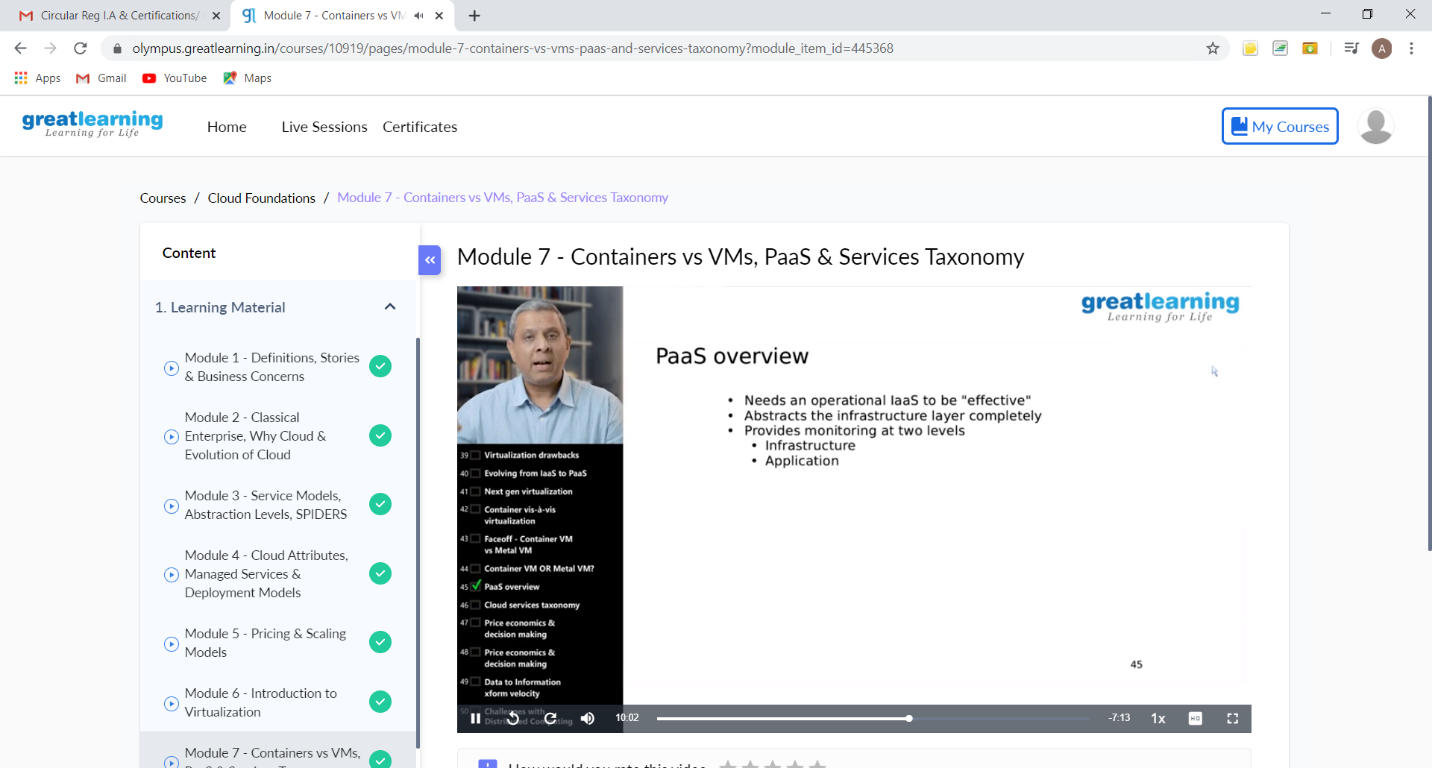 Circular Reg I.A & Certifications/
Module 7 - Containers vs VM
olympus.greatlearning.in/courses/10919/pages/module-7-containers-vs-vms-paas-and-services-taxonomy?module_item_id=445368
A
Apps Gmail YouTube Maps
greatlearning
Learning for Life
Home Live Sessions Certificates
My Courses
Courses / Cloud Foundations / Module 7 - Containers vs VMs, PaaS & Services Taxonomy
Content
1. Learning Material
Module 1 - Definitions, Stories
& Business Concerns
Module 2 - Classical
Enterprise, Why Cloud &
Evolution of Cloud
Module 3 - Service Models,
Abstraction Levels, SPIDERS
Module 4 - Cloud Attributes,
Managed Services &
Deployment Models
Module 5 - Pricing & Scaling
Models
Module 6 - Introduction to
Virtualization
Module 7 - Containers vs VMs,
Module 7 - Containers vs VMs, PaaS & Services Taxonomy
greatlearning
Learning for Life
PaaS overview
• Needs an operational IaaS to be "effective"
• Abstracts the infrastructure layer completely
• Provides monitoring at two levels
• Infrastructure
• Application
45
39 Virtualization drawbacks
40 Evolving from IaaS to PaaS
41 Next gen virtualization
42 Container vis-à-vis
virtualization
43 Faceoff - Container VM
vs Metal VM
44 Container VM OR Metal VM?
45 PaaS overview
46 Cloud services taxonomy
47 Price economics &
decision making
48 Price economics &
decision making
49 Data to Information
xform velocity
50 Challenges with
Distributed Computing
10:02 -7:13 1x HD
How would you rate this video